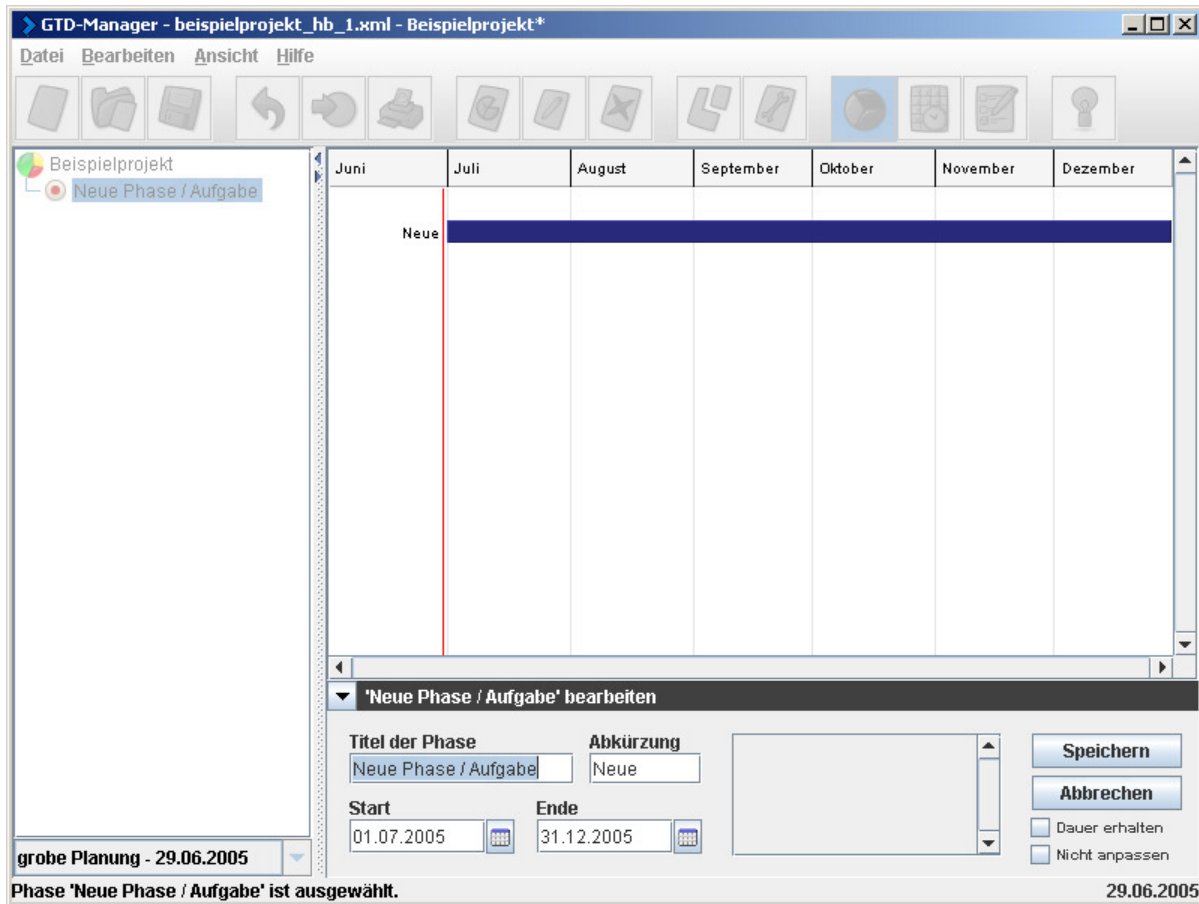 GTD-Manager - beispielprojekt_hb_1.xml - Beispielprojekt*
Datei Bearbeiten Ansicht Hilfe
Beispielprojekt
Neue Phase / Aufgabe
Juni Juli August September Oktober November Dezember
Neue
'Neue Phase / Aufgabe' bearbeiten
Titel der Phase Abkürzung
Neue Phase / Aufgabe Neue
Start Ende
01.07.2005 31.12.2005
Speichern
Abbrechen
Dauer erhalten
Nicht anpassen
grobe Planung - 29.06.2005
Phase 'Neue Phase / Aufgabe' ist ausgewählt. 29.06.2005